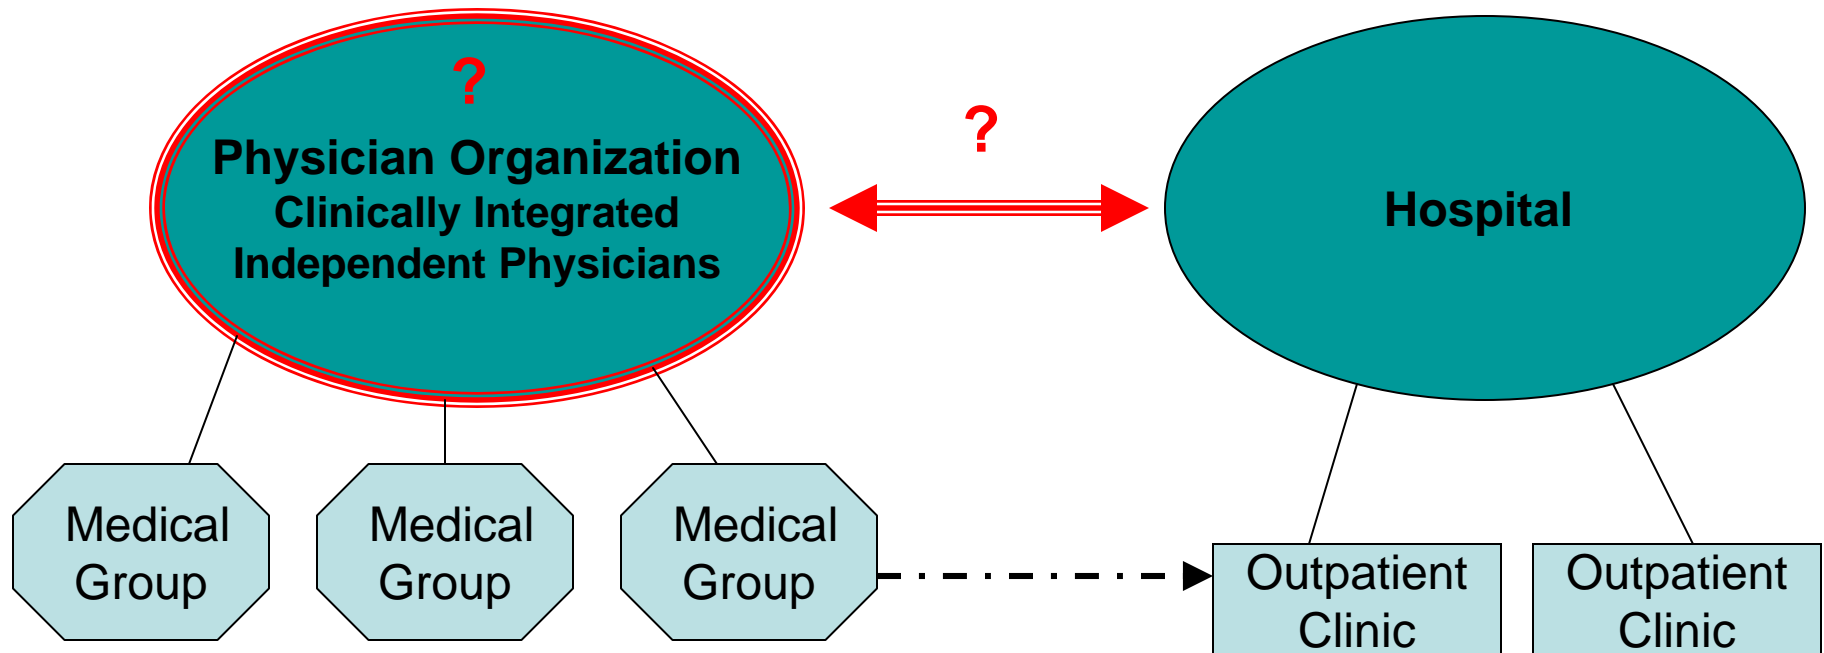 ?
Physician Organization
Clinically Integrated
Independent Physicians
?
Hospital
Medical
Group
Medical
Group
Medical
Group
Outpatient
Clinic
Outpatient
Clinic